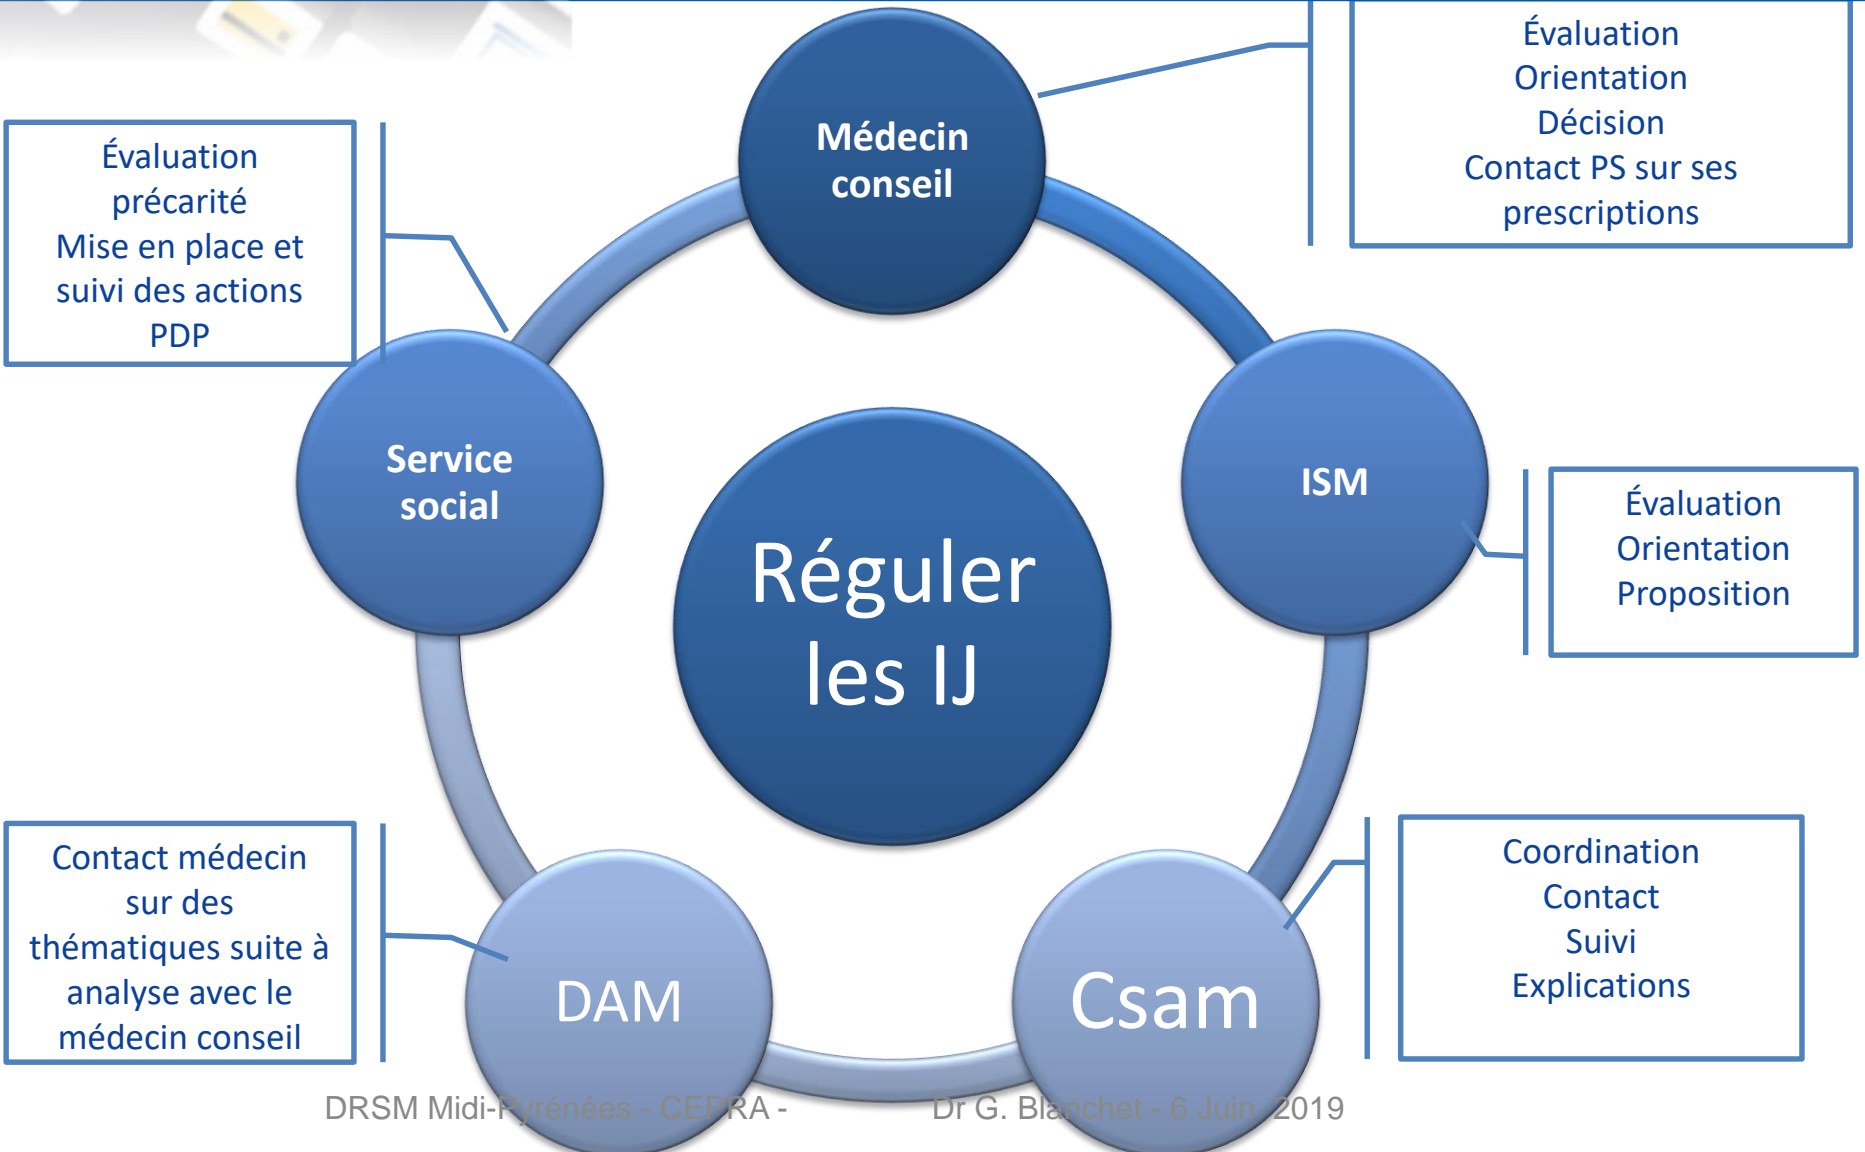 Évaluation
Orientation
Décision
Contact PS sur ses
prescriptions
Médecin
conseil
Évaluation
précarité
Mise en place et
suivi des actions
PDP
Service
social
ISM
Évaluation
Orientation
Proposition
Réguler
les IJ
Contact médecin
sur des
thématiques suite à
analyse avec le
médecin conseil
DAM
Csam
Coordination
Contact
Suivi
Explications
DRSM Midi-Pyrénées - CEPRA - Dr G. Blanchet - 6 Juin 2019